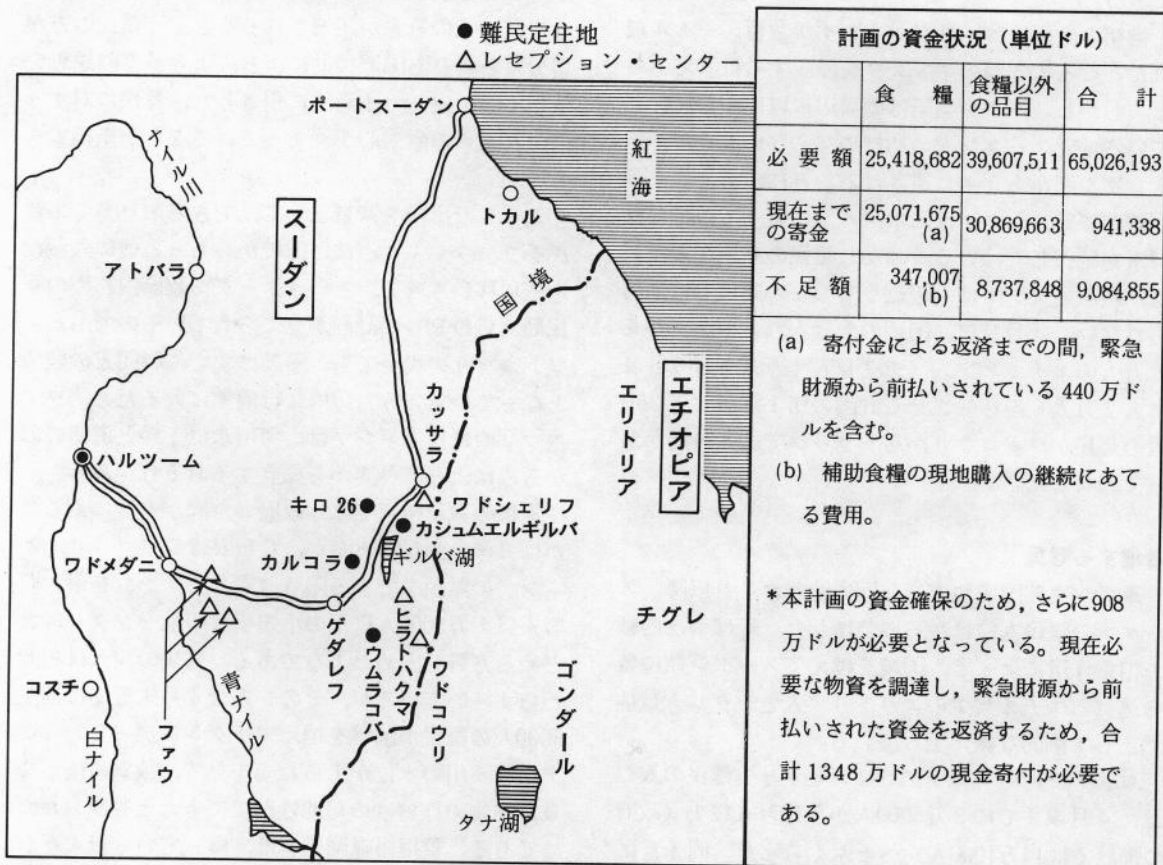 ●難民定住地
△レセプション・センター
ポートスーダン
紅海
ナイル川
トカル
スーダン
アトバラ
国境
カッサラ
エリトリア
エチオピア
ハルツーム
キロ26
ワドシェリフ
カシュムエルギルバ
ギルバ湖
カルコラ
ワドメダニ
ゲダレフ
ヒラトハクマ
チグレ
ウムラコバ
ワドコウリ
ゴンダール
コスチ
青ナイル
白ナイル
ファウ
タナ湖
計画の資金状況(単位ドル)
食糧 食糧以外の品目 合計
必要額 25,418,682 39,607,511 65,026,193
現在までの寄金 25,071,675(a) 30,869,663 941,338
不足額 347,007(b) 8,737,848 9,084,855
(a) 寄付金による返済までの間,緊急
財源から前払いされている440万ド
ルを含む。
(b) 補助食糧の現地購入の継続にあて
る費用。
*本計画の資金確保のため,さらに908
万ドルが必要となっている。現在必
要な物資を調達し,緊急財源から前
払いされた資金を返済するため,合
計1348万ドルの現金寄付が必要で
ある。